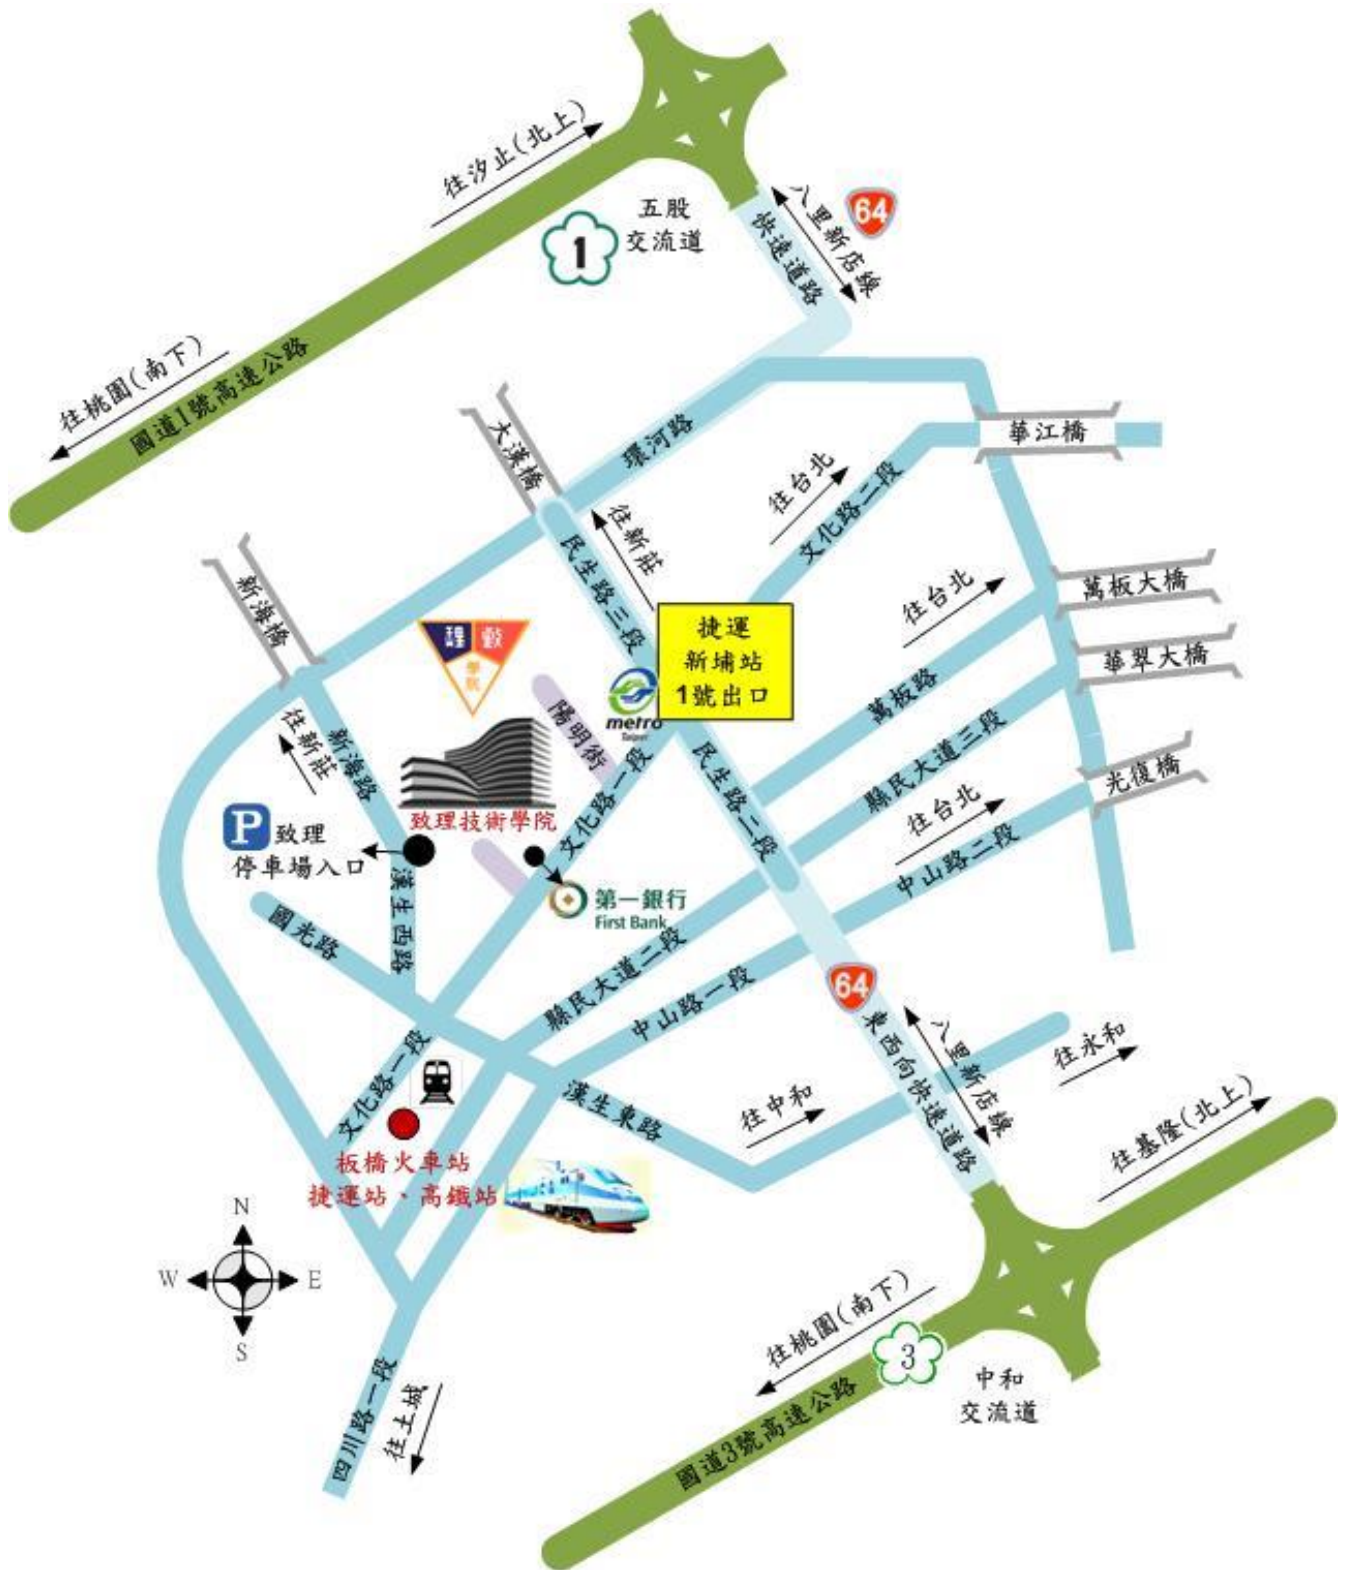 往汐止(北上)
64
八里新店線
快速道路
五股
交流道
1
往桃園(南下)
國道1號高速公路
大漢橋
環河路
華江橋
往台北
文化路二段
往新莊
民生路三段
新海橋
往台北
萬板大橋
捷運
新埔站
1號出口
華翠大橋
理
致
學院
陽明街
metro
Taipei
萬板路
縣民大道三段
光復橋
往新莊
新海路
文化路一段
民生路二段
往台北
中山路二段
致理技術學院
P
致理
停車場入口
漢生西路
第一銀行
First Bank
國光路
縣民大道二段
中山路一段
64
東西向快速道路
八里新店線
往永和
文化路一段
漢生東路
往中和
往基隆(北上)
板橋火車站
捷運站、高鐵站
N
W
E
S
往桃園(南下)
3
中和
交流道
國道3號高速公路
四川路一段
往土城